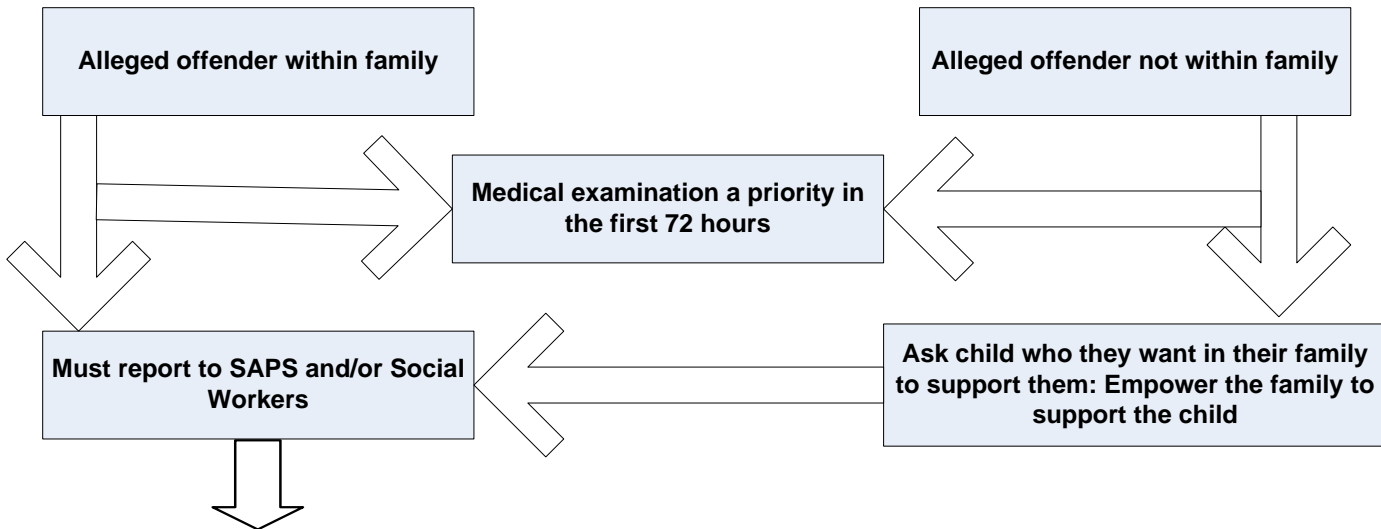 Alleged offender within family
Alleged offender not within family
Medical examination a priority in
the first 72 hours
Must report to SAPS and/or Social
Workers
Ask child who they want in their family
to support them: Empower the family to
support the child